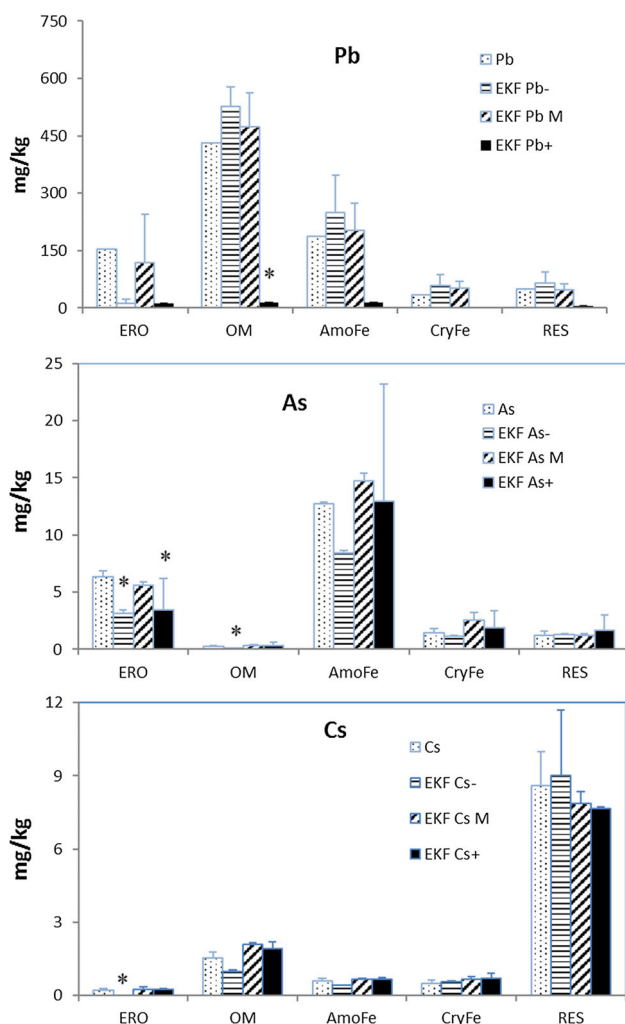 Pb
mg/kg
750
600
450
300
150
0
Pb
EKF Pb-
EKF Pb M
EKF Pb+
*
ERO OM AmoFe CryFe RES
As
mg/kg
25
20
15
10
5
0
As
EKF As-
EKF As M
EKF As+
* * *
ERO OM AmoFe CryFe RES
Cs
mg/kg
12
9
6
3
0
Cs
EKF Cs-
EKF Cs M
EKF Cs+
*
ERO OM AmoFe CryFe RES